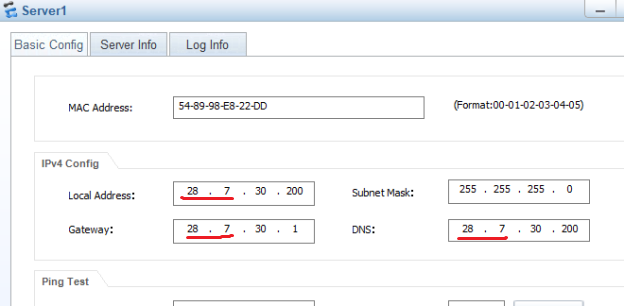 Server1
Basic Config Server Info Log Info
MAC Address: 54-89-98-E8-22-DD (Format:00-01-02-03-04-05)
IPv4 Config
Local Address: 28 . 7 . 30 . 200 Subnet Mask: 255 . 255 . 255 . 0
Gateway: 28 . 7 . 30 . 1 DNS: 28 . 7 . 30 . 200
Ping Test